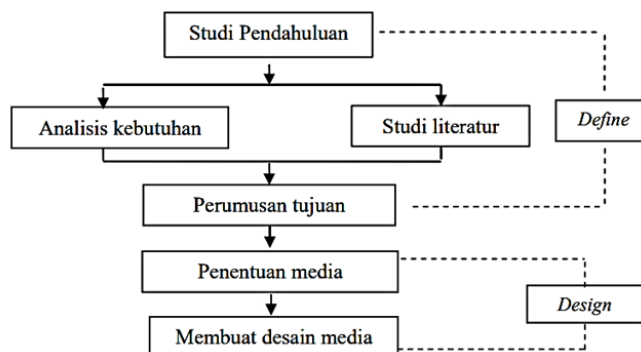 Studi Pendahuluan
Analisis kebutuhan
Studi literatur
Define
Perumusan tujuan
Penentuan media
Design
Membuat desain media